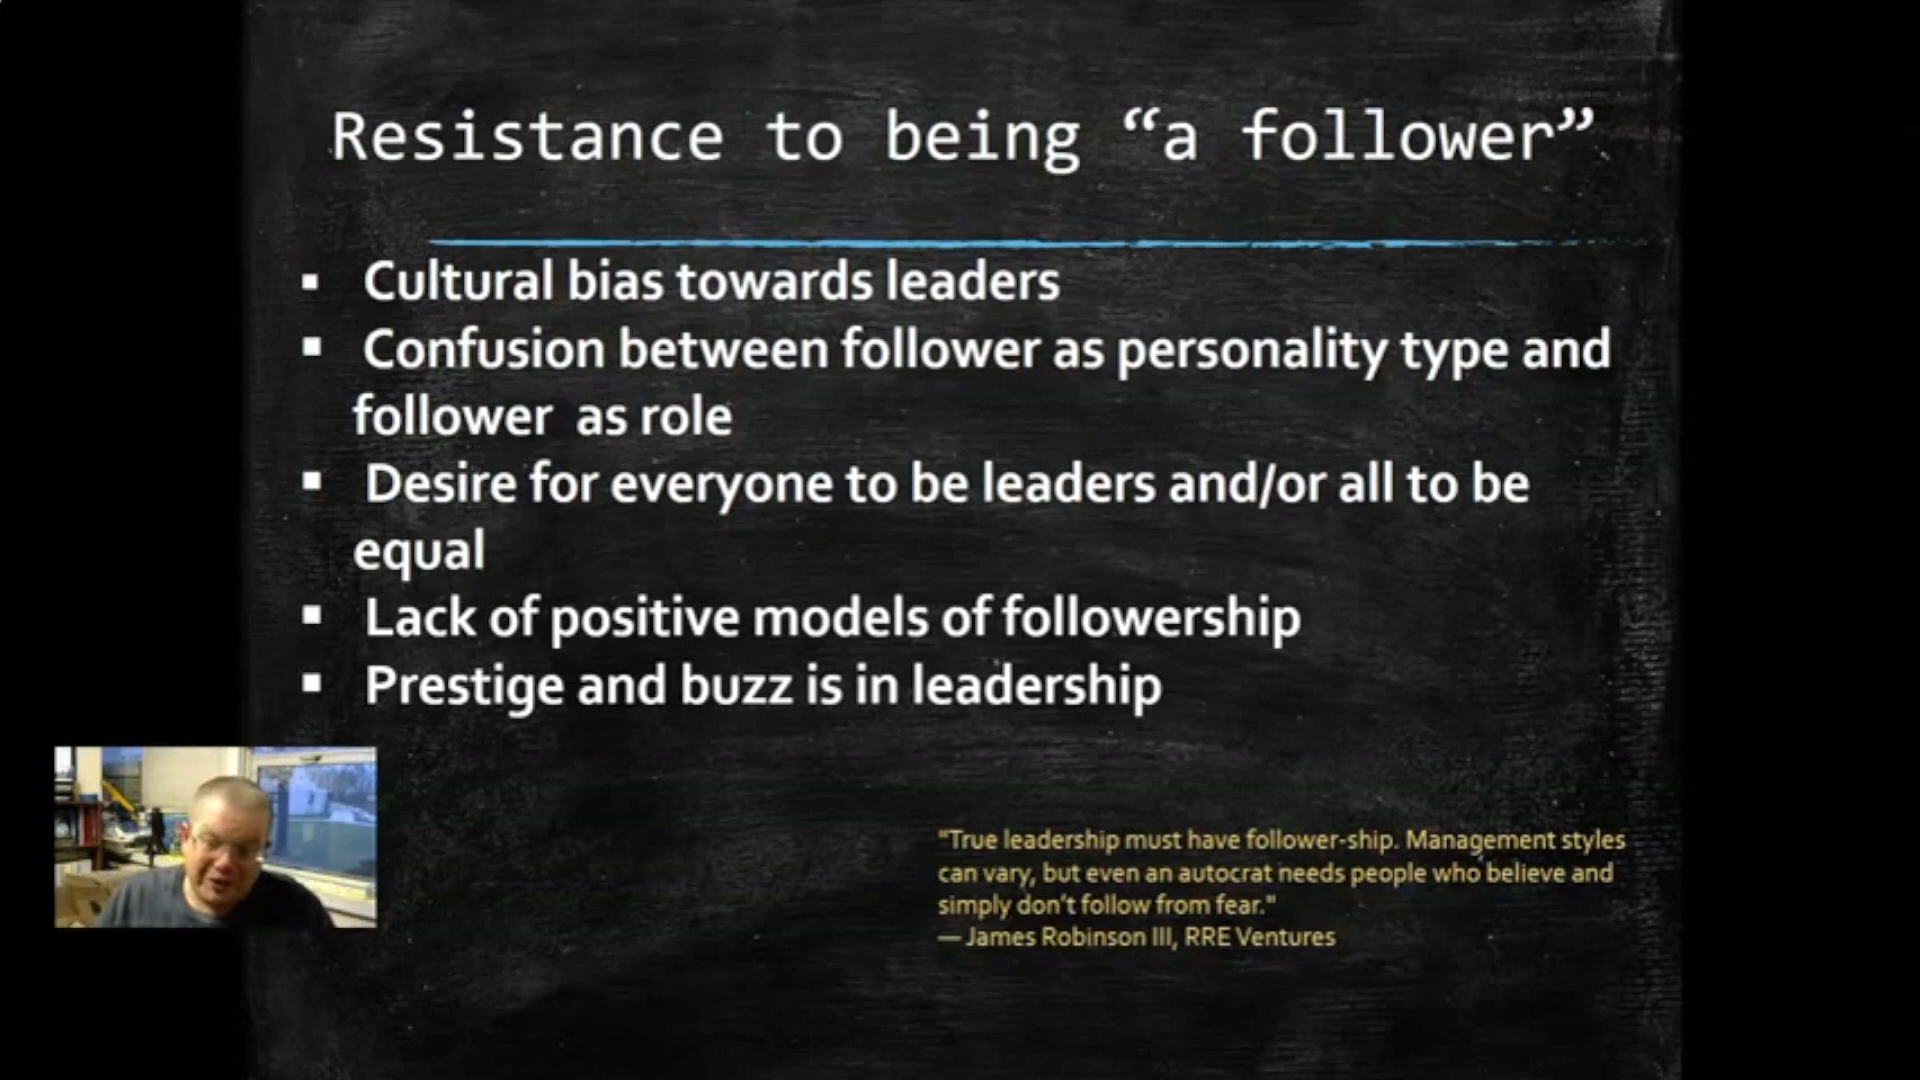 Resistance to being “a follower”
▪ Cultural bias towards leaders
▪ Confusion between follower as personality type and
follower as role
▪ Desire for everyone to be leaders and/or all to be
equal
▪ Lack of positive models of followership
▪ Prestige and buzz is in leadership
"True leadership must have follower-ship. Management styles
can vary, but even an autocrat needs people who believe and
simply don't follow from fear."
— James Robinson III, RRE Ventures